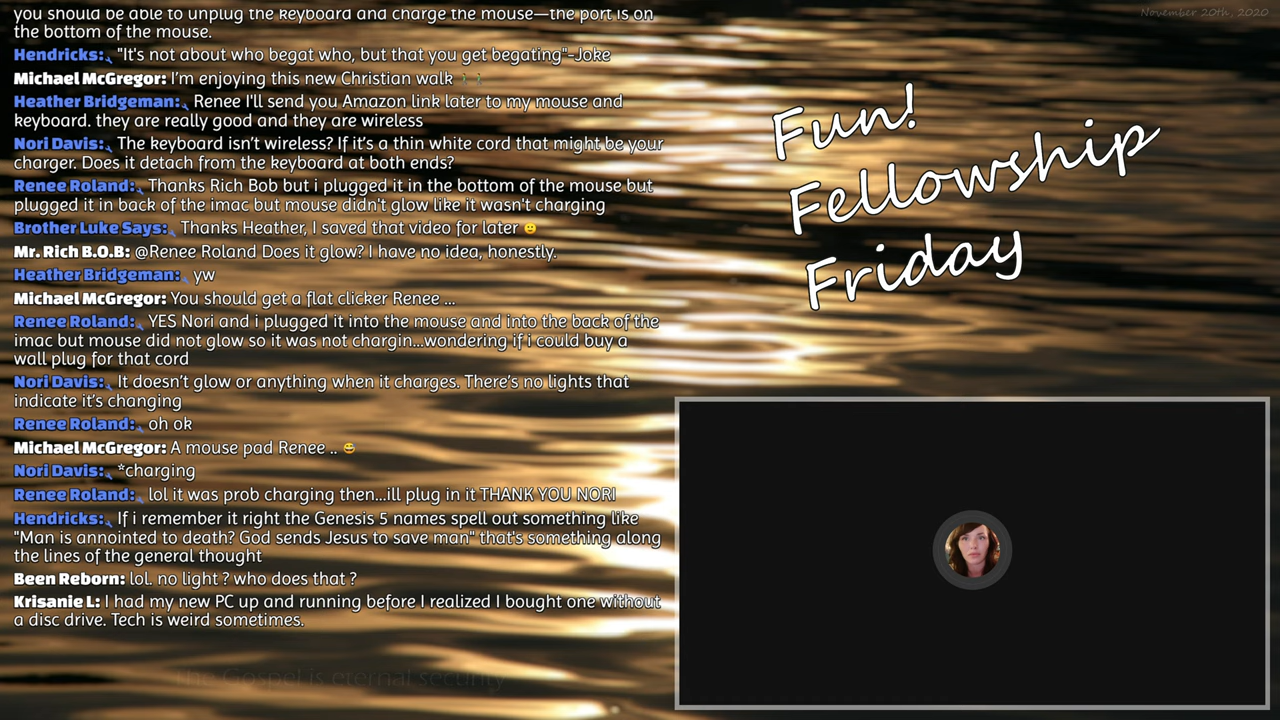 you should be able to unplug the keyboard and charge the mouse—the port is on
the bottom of the mouse.
Hendricks: "It's not about who begat who, but that you get begating"-Joke
Michael McGregor: I'm enjoying this new Christian walk
Heather Bridgeman: Renee I'll send you Amazon link later to my mouse and
keyboard. they are really good and they are wireless
Nori Davis: The keyboard isn't wireless? If it's a thin white cord that might be your
charger. Does it detach from the keyboard at both ends?
Renee Roland: Thanks Rich Bob but i plugged it in the bottom of the mouse but
plugged it in back of the imac but mouse didn't glow like it wasn't charging
Brother Luke Says: Thanks Heather, I saved that video for later 🙂
Mr. Rich B.O.B: @Renee Roland Does it glow? I have no idea, honestly.
Heather Bridgeman: yw
Michael McGregor: You should get a flat clicker Renee ...
Renee Roland: YES Nori and i plugged it into the mouse and into the back of the
imac but mouse did not glow so it was not chargin...wondering if i could buy a
wall plug for that cord
Nori Davis: It doesn't glow or anything when it charges. There's no lights that
indicate it's changing
Renee Roland: oh ok
Michael McGregor: A mouse pad Renee .. 😅
Nori Davis: *charging
Renee Roland: lol it was prob charging then...ill plug in it THANK YOU NORI
Hendricks: If i remember it right the Genesis 5 names spell out something like
"Man is annointed to death? God sends Jesus to save man" that's something along
the lines of the general thought
Been Reborn: lol. no light ? who does that ?
Krisanie L: I had my new PC up and running before I realized I bought one without
a disc drive. Tech is weird sometimes.
The Gospel is eternal security
November 20th, 2020
Fun!
Fellowship
Friday